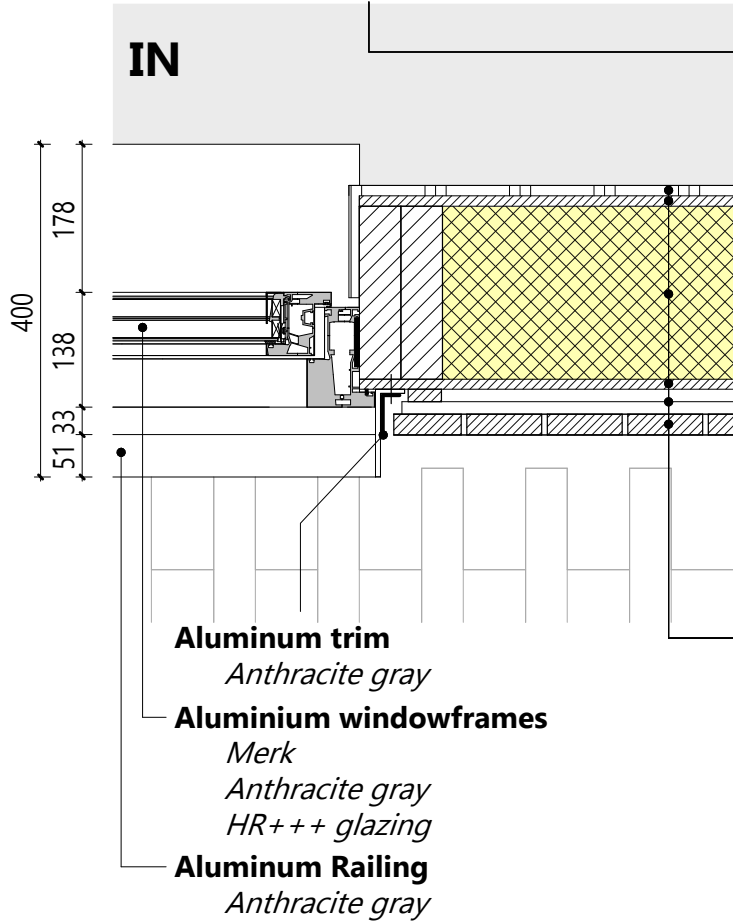 IN
178
400
138
33
51
Aluminum trim
Anthracite gray
Aluminium windowframes
Merk
Anthracite gray
HR+++ glazing
Aluminum Railing
Anthracite gray